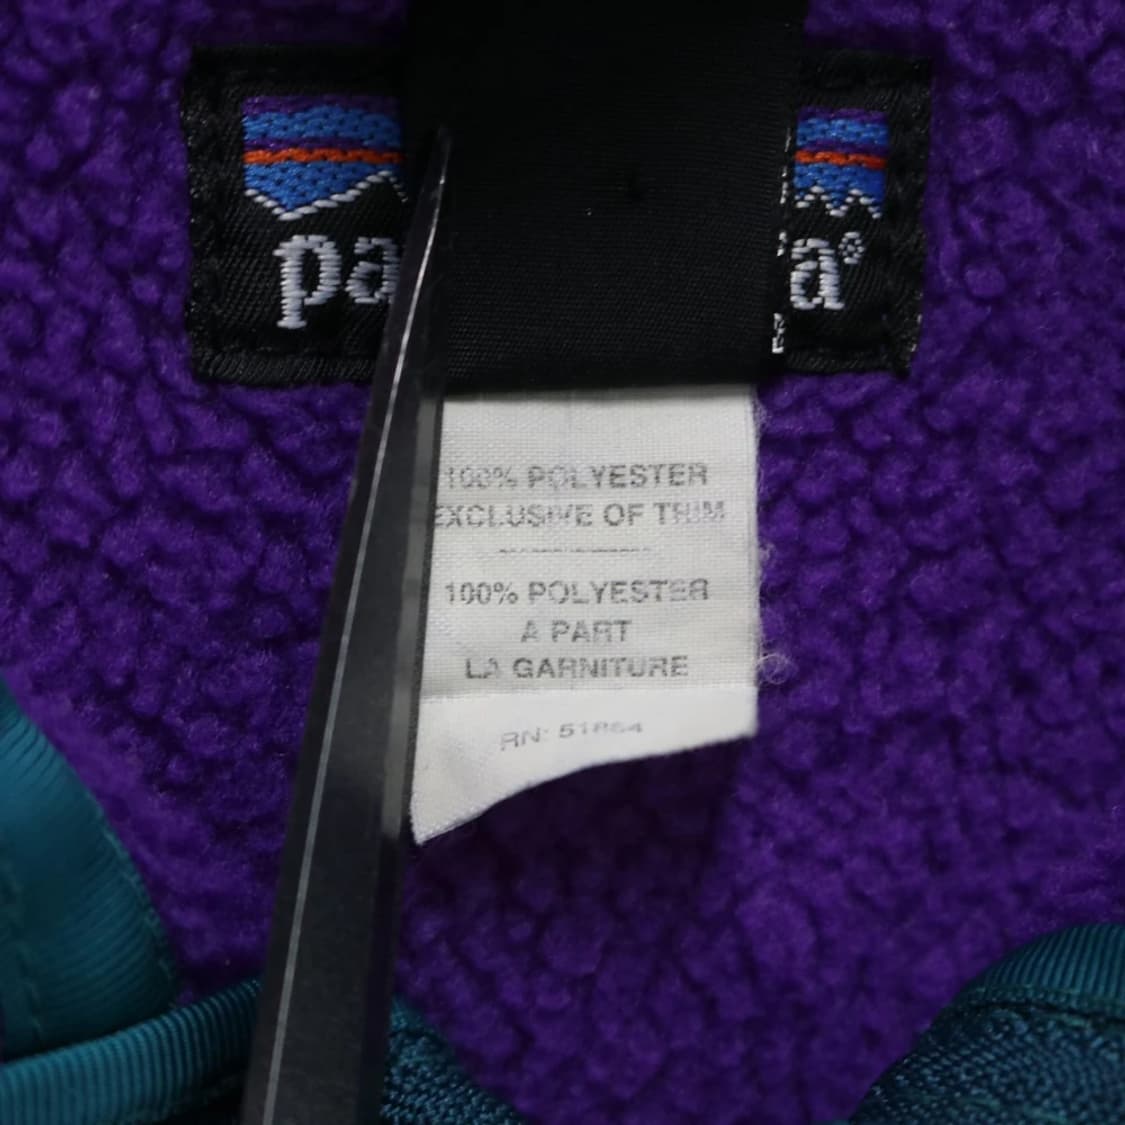 pa a®
100% POLYESTER
EXCLUSIVE OF TRIM
100% POLYESTER
A PART
LA GARNITURE
RN: 51884